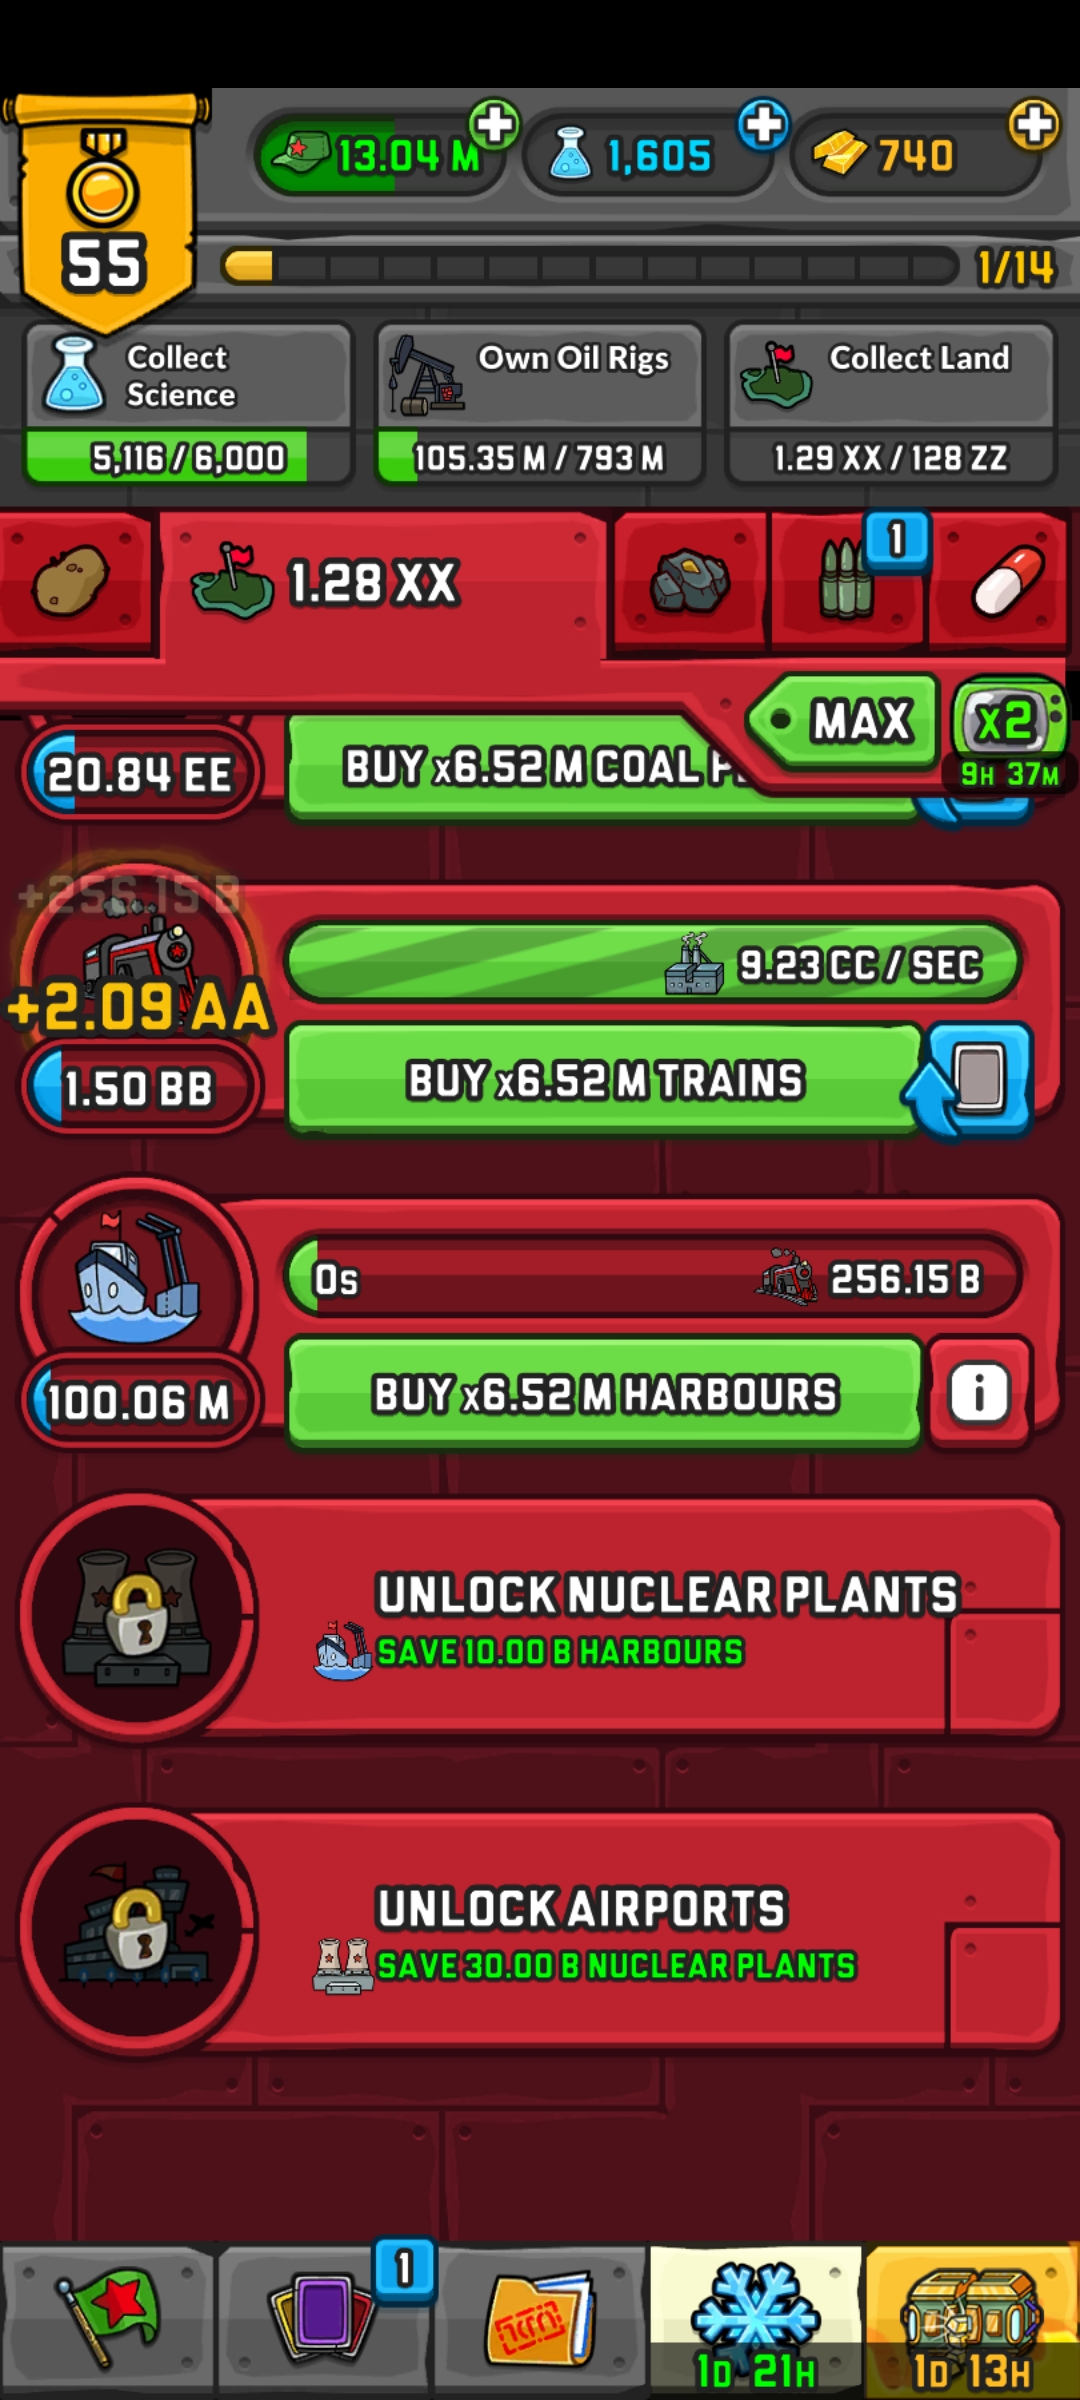 13.04 M
1,605
740
55
1/14
Collect
Science
Own Oil Rigs
Collect Land
5,116 / 6,000
105.35 M / 793 M
1.29 XX / 128 ZZ
1.28 XX
1
MAX
X2
9H 37M
20.84 EE
BUY x6.52 M COAL
+256.15 B
+2.09 AA
9.23 CC / SEC
1.50 BB
BUY x6.52 M TRAINS
0s
256.15 B
100.06 M
BUY x6.52 M HARBOURS
i
UNLOCK NUCLEAR PLANTS
SAVE 10.00 B HARBOURS
UNLOCK AIRPORTS
SAVE 30.00 B NUCLEAR PLANTS
1
1D 21H
1D 13H